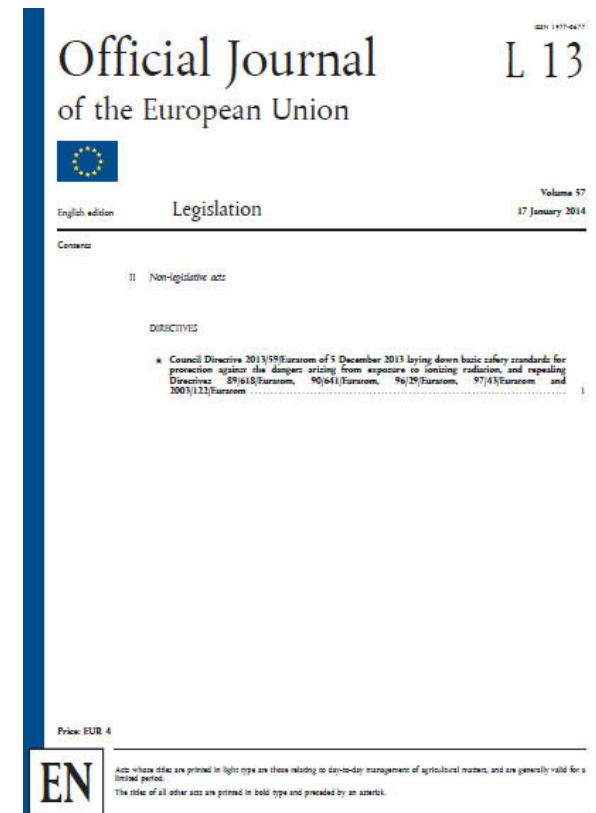 ISSN 1977-0677
Official Journal
L 13
of the European Union
Volume 57
English edition
Legislation
17 January 2014
Contents
II Non-legislative acts
DIRECTIVES
★ Council Directive 2013/59/Euratom of 5 December 2013 laying down basic safety standards for
protection against the dangers arising from exposure to ionizing radiation, and repealing
Directives 89/618/Euratom, 90/641/Euratom, 96/29/Euratom, 97/43/Euratom and
2003/122/Euratom ........................................................................ 1
Price: EUR 4
EN
Acts whose titles are printed in light type are those relating to day-to-day management of agricultural matters, and are generally valid for a
limited period.
The titles of all other acts are printed in bold type and preceded by an asterisk.